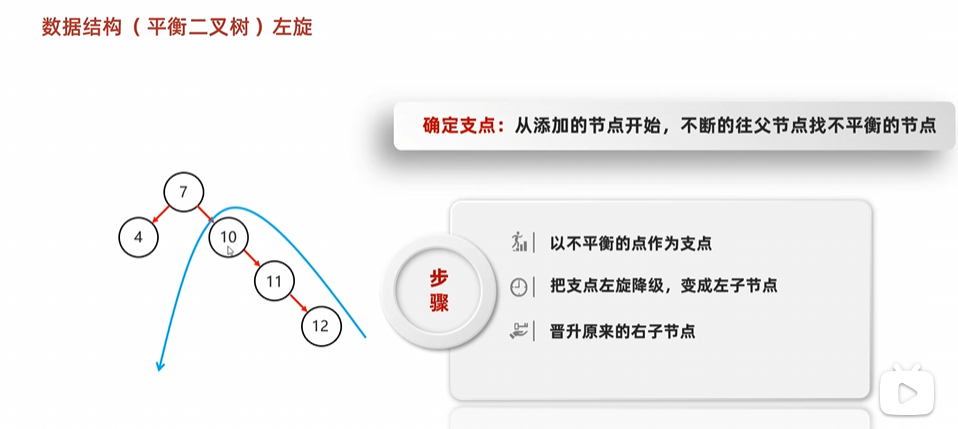 数据结构（平衡二叉树）左旋
确定支点：从添加的节点开始，不断的往父节点找不平衡的节点
7
4
10
11
12
步
骤
以不平衡的点作为支点
把支点左旋降级，变成左子节点
晋升原来的右子节点